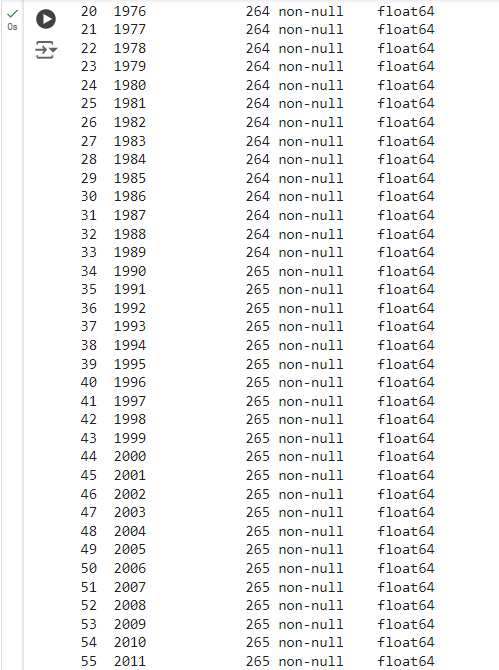 20 1976 264 non-null float64
0s
21 1977 264 non-null float64
22 1978 264 non-null float64
23 1979 264 non-null float64
24 1980 264 non-null float64
25 1981 264 non-null float64
26 1982 264 non-null float64
27 1983 264 non-null float64
28 1984 264 non-null float64
29 1985 264 non-null float64
30 1986 264 non-null float64
31 1987 264 non-null float64
32 1988 264 non-null float64
33 1989 264 non-null float64
34 1990 265 non-null float64
35 1991 265 non-null float64
36 1992 265 non-null float64
37 1993 265 non-null float64
38 1994 265 non-null float64
39 1995 265 non-null float64
40 1996 265 non-null float64
41 1997 265 non-null float64
42 1998 265 non-null float64
43 1999 265 non-null float64
44 2000 265 non-null float64
45 2001 265 non-null float64
46 2002 265 non-null float64
47 2003 265 non-null float64
48 2004 265 non-null float64
49 2005 265 non-null float64
50 2006 265 non-null float64
51 2007 265 non-null float64
52 2008 265 non-null float64
53 2009 265 non-null float64
54 2010 265 non-null float64
55 2011 265 non-null float64